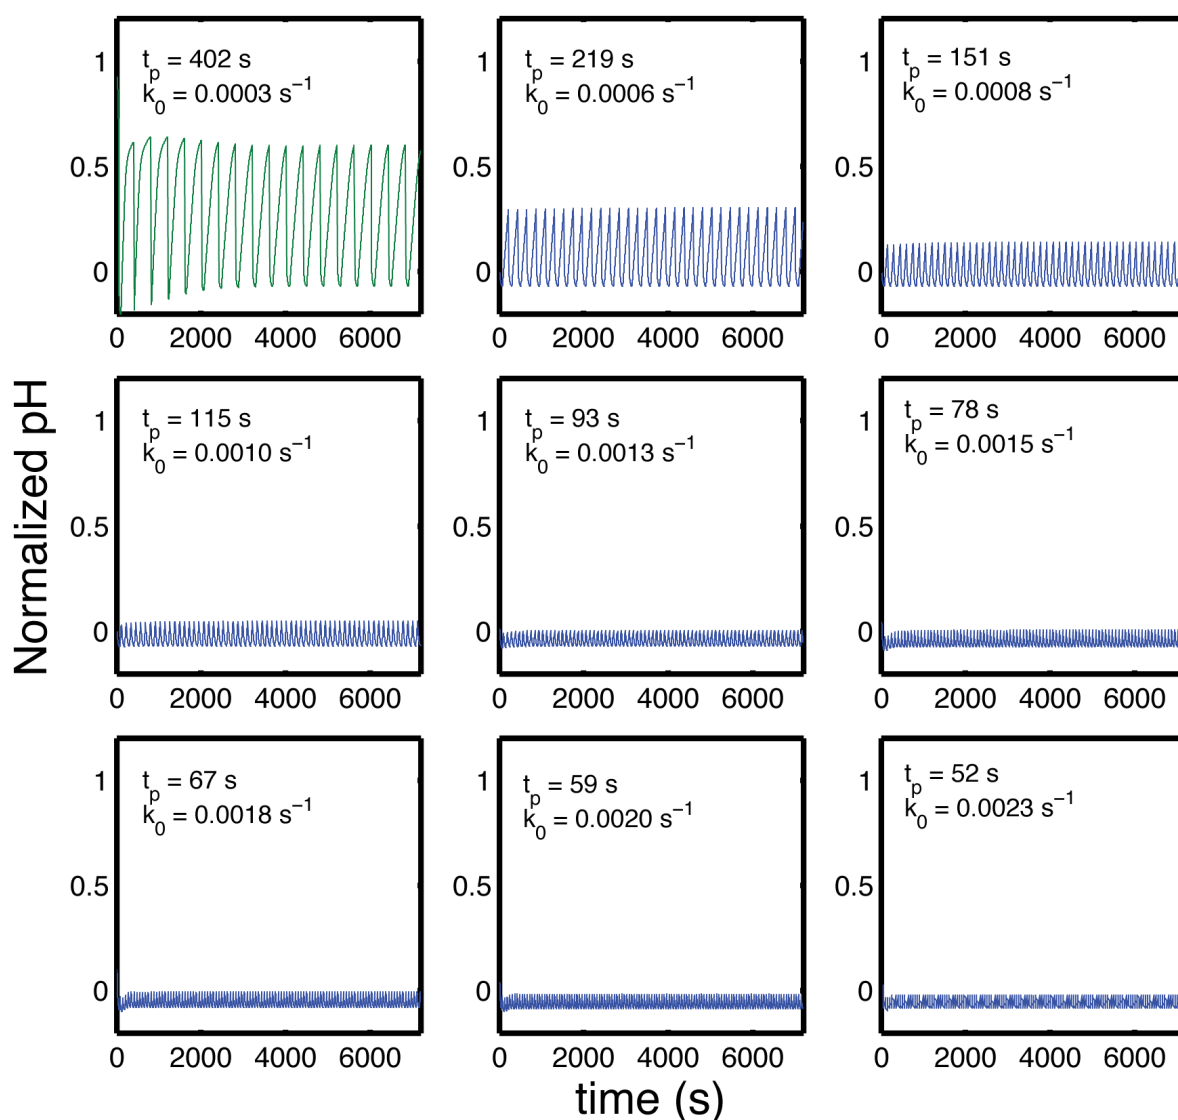 1
0.5
0
t_p = 402 s
k_0 = 0.0003 s⁻¹
0 2000 4000 6000
1
0.5
0
t_p = 219 s
k_0 = 0.0006 s⁻¹
0 2000 4000 6000
1
0.5
0
t_p = 151 s
k_0 = 0.0008 s⁻¹
0 2000 4000 6000
Normalized pH
1
0.5
0
t_p = 115 s
k_0 = 0.0010 s⁻¹
0 2000 4000 6000
1
0.5
0
t_p = 93 s
k_0 = 0.0013 s⁻¹
0 2000 4000 6000
1
0.5
0
t_p = 78 s
k_0 = 0.0015 s⁻¹
0 2000 4000 6000
1
0.5
0
t_p = 67 s
k_0 = 0.0018 s⁻¹
0 2000 4000 6000
1
0.5
0
t_p = 59 s
k_0 = 0.0020 s⁻¹
0 2000 4000 6000
1
0.5
0
t_p = 52 s
k_0 = 0.0023 s⁻¹
0 2000 4000 6000
time (s)